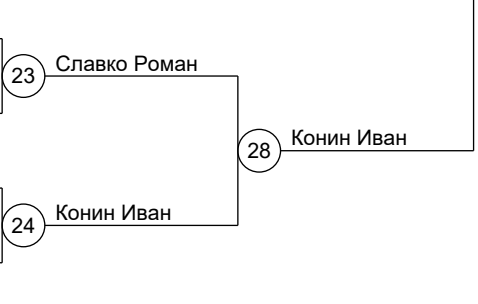 Славко Роман
23
Конин Иван
28
Конин Иван
24